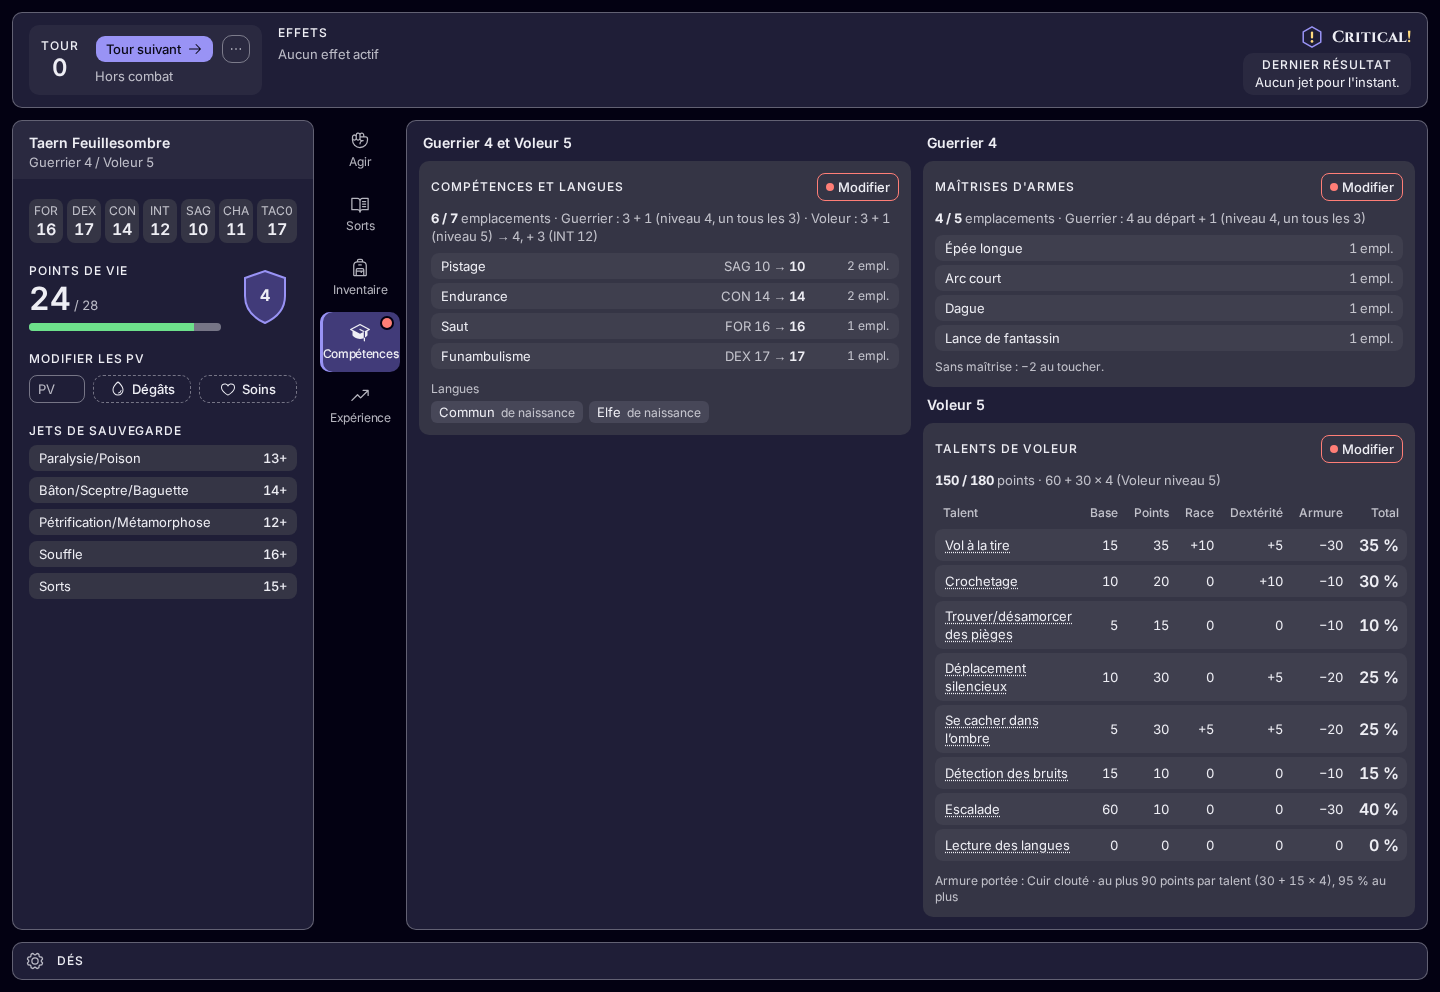 TOUR
0
Tour suivant →
...
Hors combat
EFFETS
Aucun effet actif
CRITICAL!
DERNIER RÉSULTAT
Aucun jet pour l'instant.
Taern Feuillesombre
Guerrier 4 / Voleur 5
FOR DEX CON INT SAG CHA TAC0
16 17 14 12 10 11 17
POINTS DE VIE
24 / 28
4
MODIFIER LES PV
PV Dégâts Soins
JETS DE SAUVEGARDE
Paralysie/Poison 13+
Bâton/Sceptre/Baguette 14+
Pétrification/Métamorphose 12+
Souffle 16+
Sorts 15+
Agir
Sorts
Inventaire
Compétences
Expérience
Guerrier 4 et Voleur 5
COMPÉTENCES ET LANGUES Modifier
6 / 7 emplacements · Guerrier : 3 + 1 (niveau 4, un tous les 3) · Voleur : 3 + 1
(niveau 5) → 4, + 3 (INT 12)
Pistage SAG 10 → 10 2 empl.
Endurance CON 14 → 14 2 empl.
Saut FOR 16 → 16 1 empl.
Funambulisme DEX 17 → 17 1 empl.
Langues
Commun de naissance Elfe de naissance
Guerrier 4
MAÎTRISES D'ARMES Modifier
4 / 5 emplacements · Guerrier : 4 au départ + 1 (niveau 4, un tous les 3)
Épée longue 1 empl.
Arc court 1 empl.
Dague 1 empl.
Lance de fantassin 1 empl.
Sans maîtrise : −2 au toucher.
Voleur 5
TALENTS DE VOLEUR Modifier
150 / 180 points · 60 + 30 × 4 (Voleur niveau 5)
Talent Base Points Race Dextérité Armure Total
Vol à la tire 15 35 +10 +5 −30 35 %
Crochetage 10 20 0 +10 −10 30 %
Trouver/désamorcer
des pièges 5 15 0 0 −10 10 %
Déplacement
silencieux 10 30 0 +5 −20 25 %
Se cacher dans
l'ombre 5 30 +5 +5 −20 25 %
Détection des bruits 15 10 0 0 −10 15 %
Escalade 60 10 0 0 −30 40 %
Lecture des langues 0 0 0 0 0 0 %
Armure portée : Cuir clouté · au plus 90 points par talent (30 + 15 × 4), 95 % au
plus
DÉS